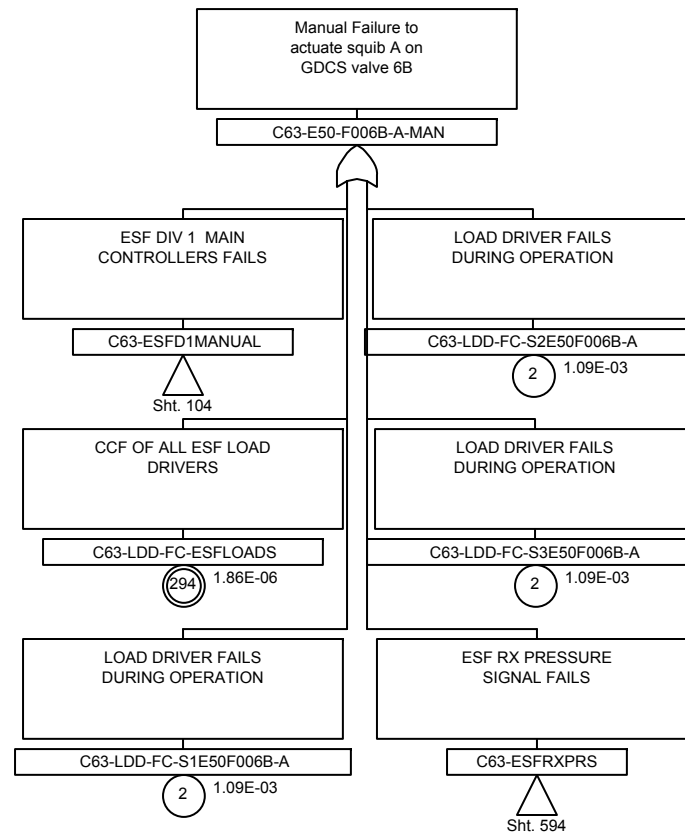 Manual Failure to
actuate squib A on
GDCS valve 6B
C63-E50-F006B-A-MAN
ESF DIV 1 MAIN
CONTROLLERS FAILS
C63-ESFD1MANUAL
Sht. 104
LOAD DRIVER FAILS
DURING OPERATION
C63-LDD-FC-S2E50F006B-A
2
1.09E-03
CCF OF ALL ESF LOAD
DRIVERS
C63-LDD-FC-ESFLOADS
294
1.86E-06
LOAD DRIVER FAILS
DURING OPERATION
C63-LDD-FC-S3E50F006B-A
2
1.09E-03
LOAD DRIVER FAILS
DURING OPERATION
C63-LDD-FC-S1E50F006B-A
2
1.09E-03
ESF RX PRESSURE
SIGNAL FAILS
C63-ESFRXPRS
Sht. 594